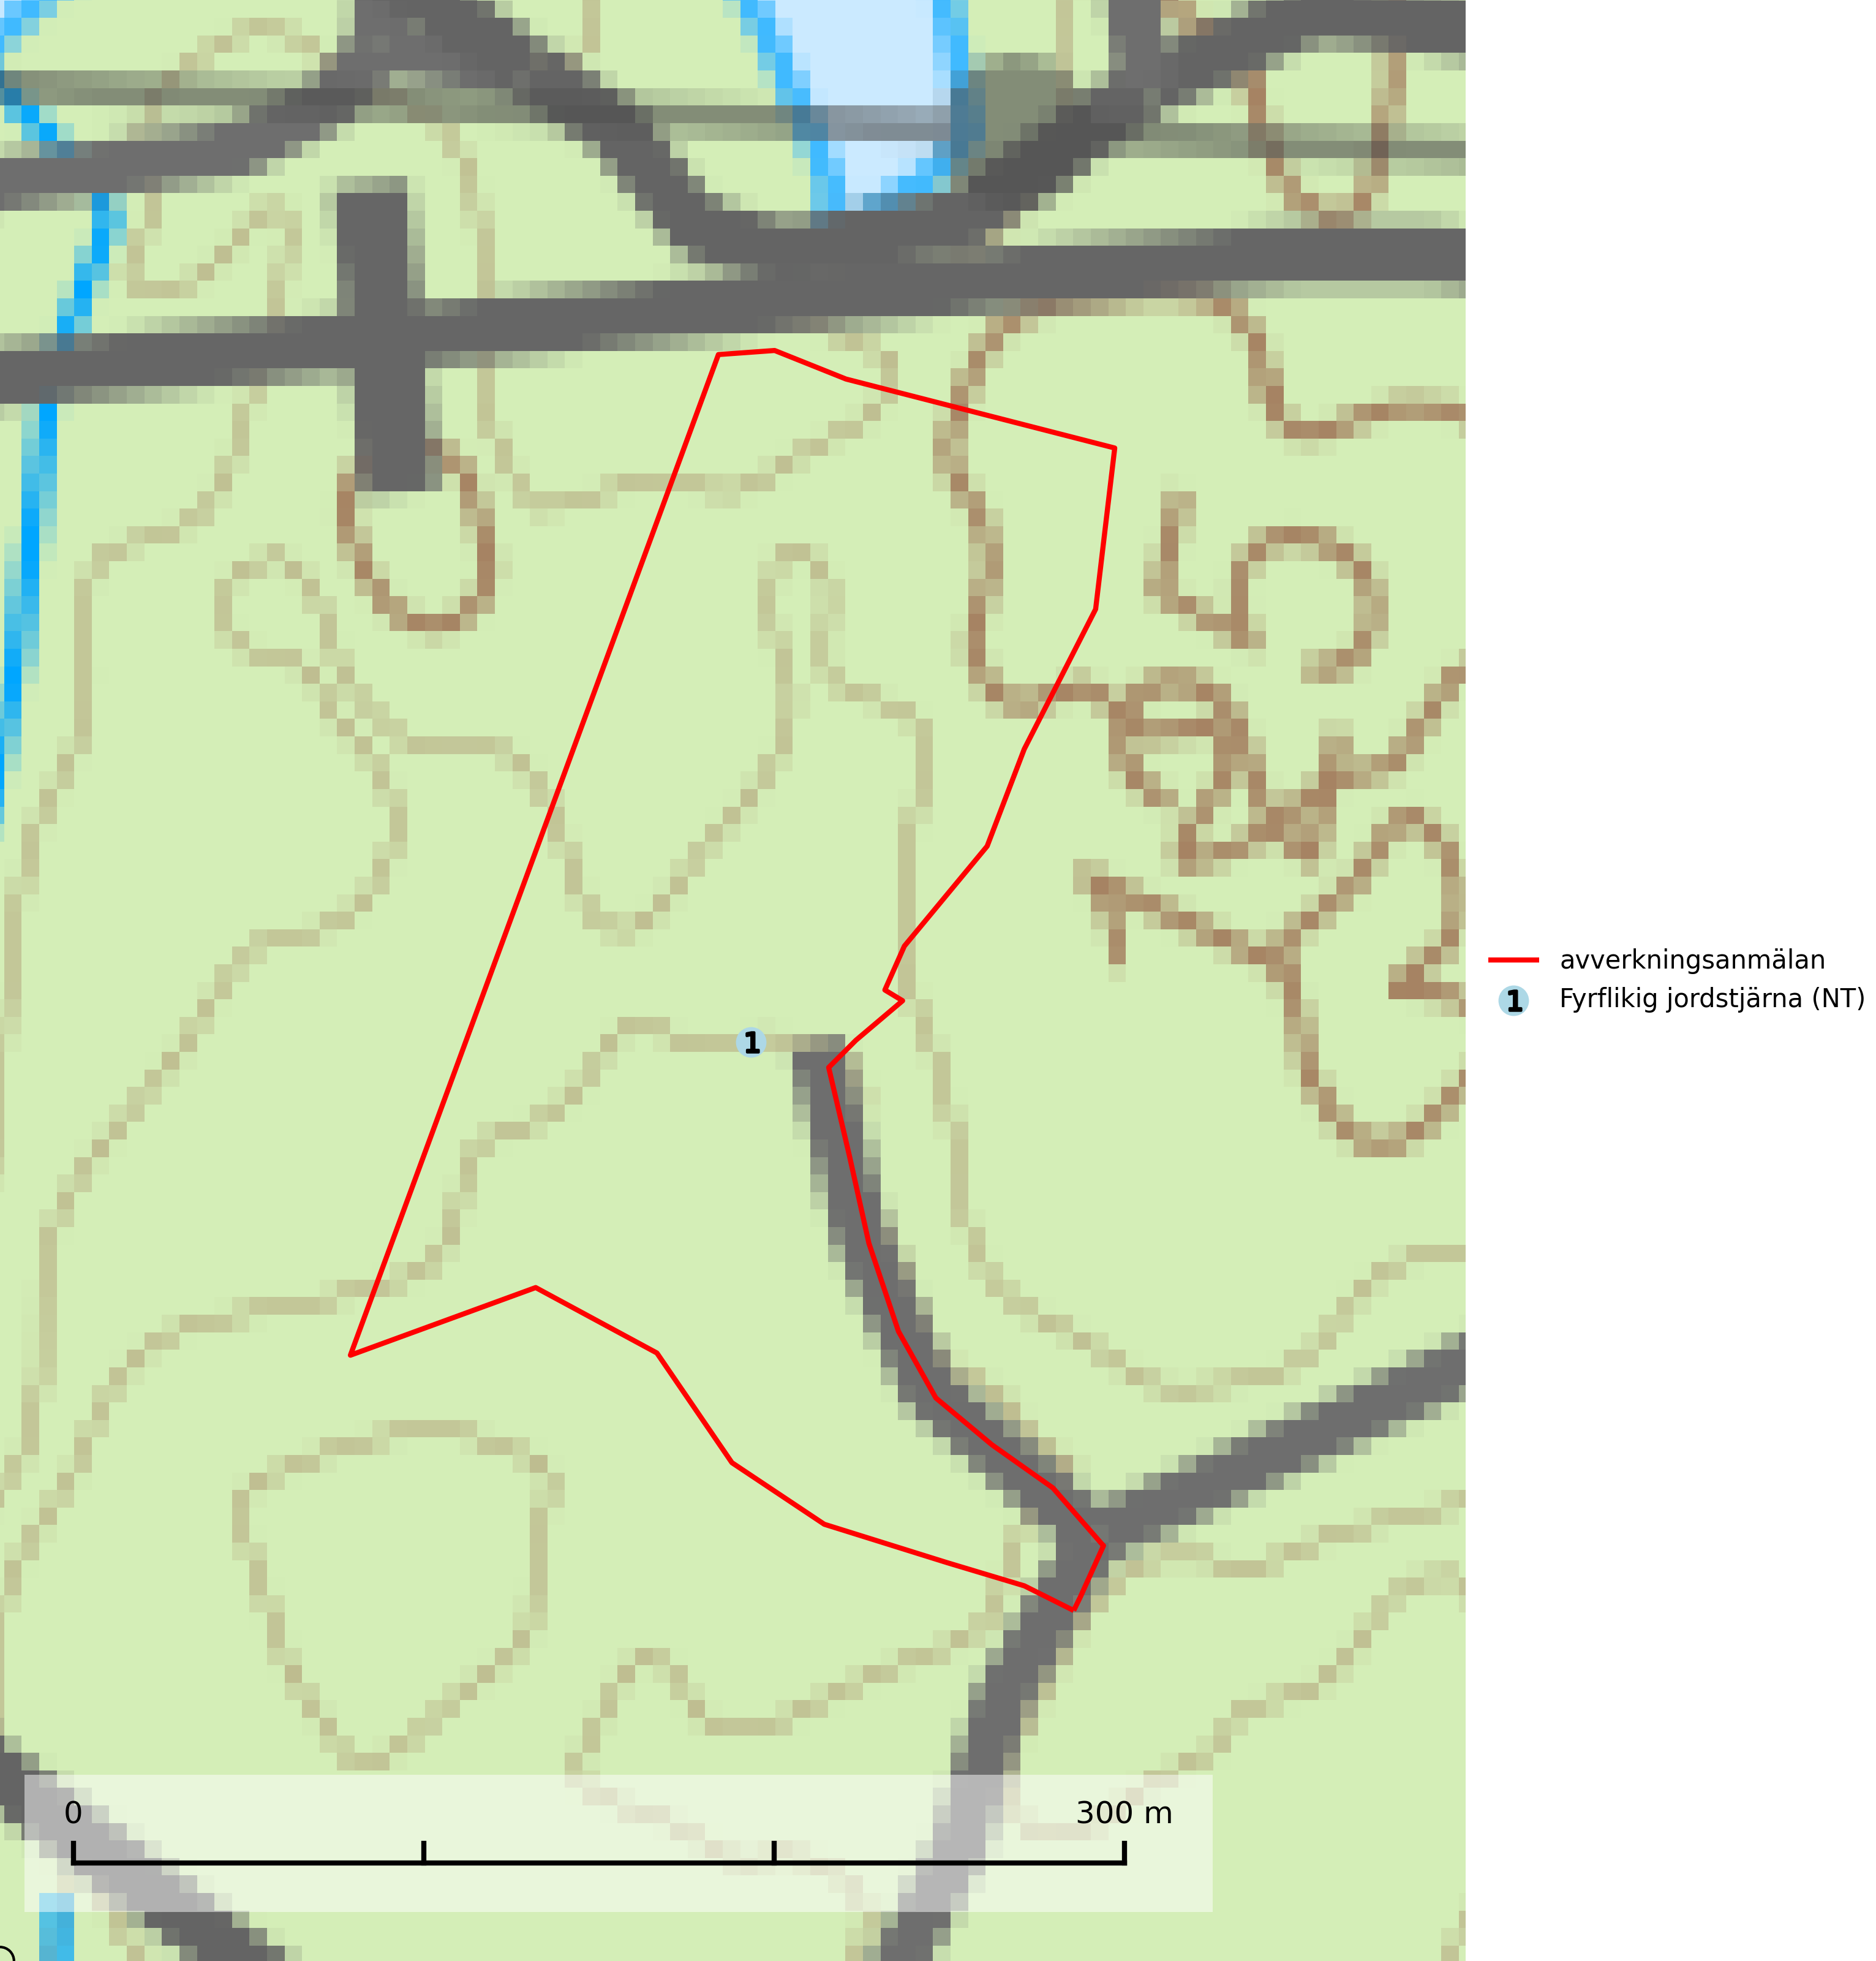 avverkningsanmälan
1 Fyrflikig jordstjärna (NT)
1
0 300 m